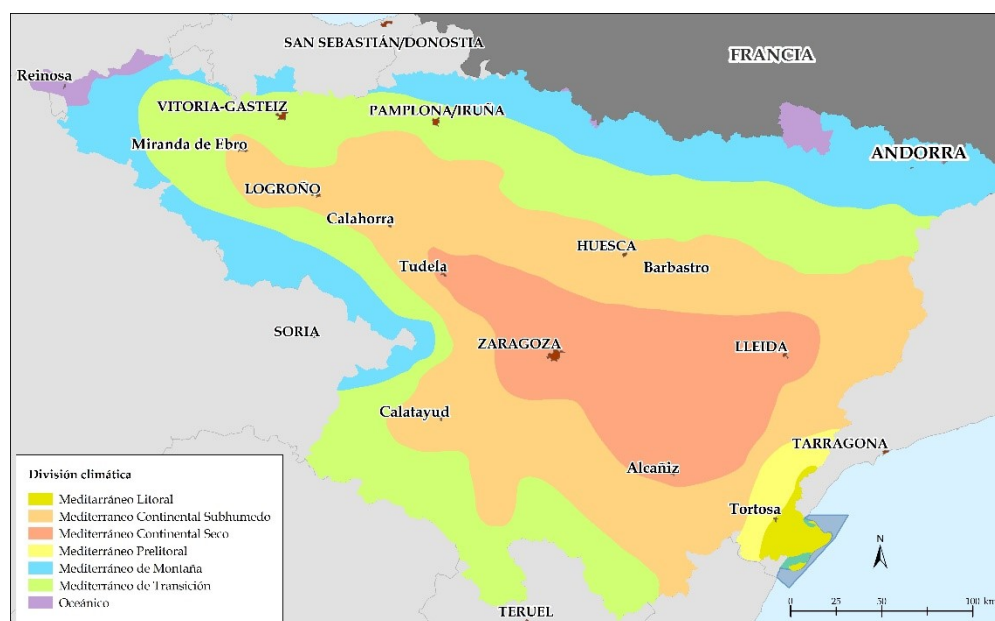 SAN SEBASTIÁN/DONOSTIA
FRANCIA
Reinosa
VITORIA-GASTEIZ
PAMPLONA/IRUÑA
Miranda de Ebro
ANDORRA
LOGROÑO
Calahorra
HUESCA
Barbastro
Tudela
SORIA
ZARAGOZA
LLEIDA
Calatayud
TARRAGONA
Alcañiz
Tortosa
TERUEL
División climática
Meditarráneo Litoral
Mediterraneo Continental Subhumedo
Mediterráneo Continental Seco
Mediterráneo Prelitoral
Mediterráneo de Montaña
Mediterráneo de Transición
Oceánico
N
0 25 50 100 km